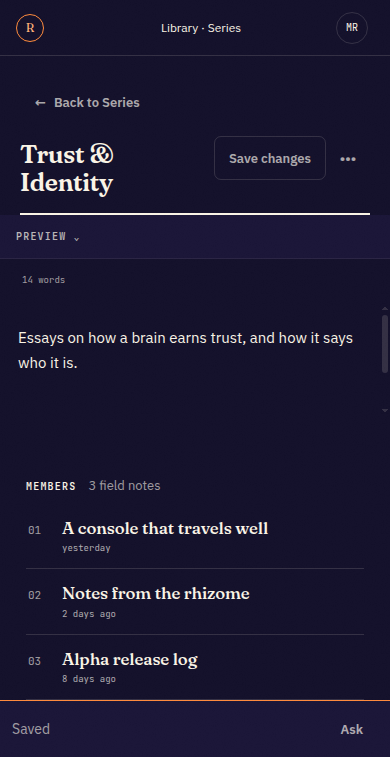 R
Library · Series
MR
← Back to Series
Trust &
Identity
Save changes
•••
PREVIEW ⌄
14 words
Essays on how a brain earns trust, and how it says
who it is.
MEMBERS 3 field notes
01 A console that travels well
yesterday
02 Notes from the rhizome
2 days ago
03 Alpha release log
8 days ago
Saved
Ask